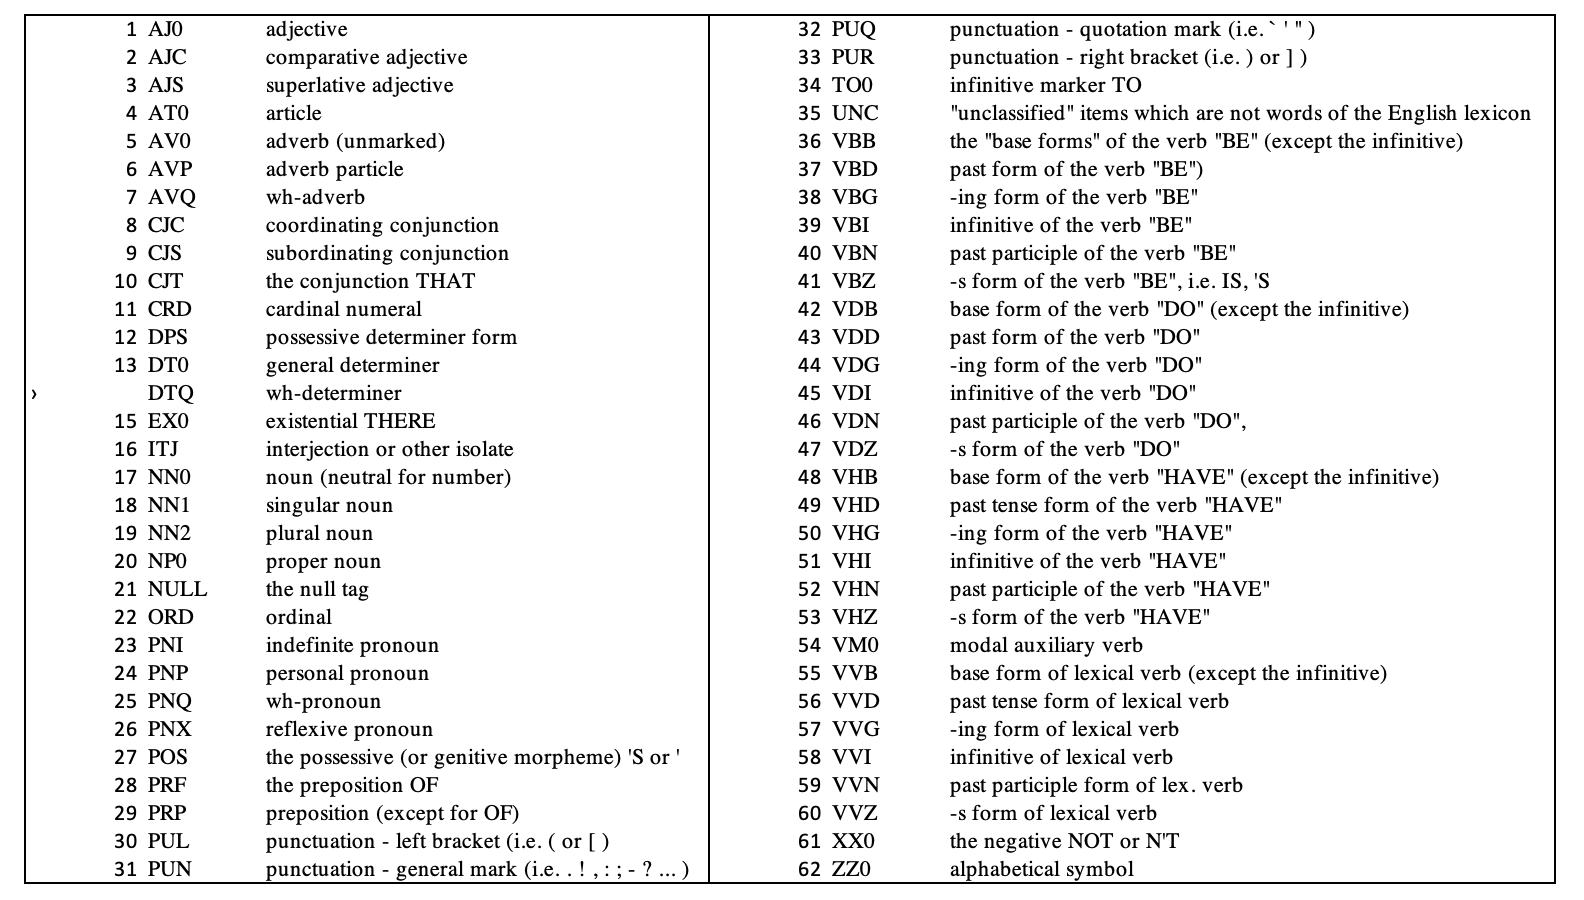 1 AJ0 adjective
2 AJC comparative adjective
3 AJS superlative adjective
4 AT0 article
5 AV0 adverb (unmarked)
6 AVP adverb particle
7 AVQ wh-adverb
8 CJC coordinating conjunction
9 CJS subordinating conjunction
10 CJT the conjunction THAT
11 CRD cardinal numeral
12 DPS possessive determiner form
13 DT0 general determiner
› DTQ wh-determiner
15 EX0 existential THERE
16 ITJ interjection or other isolate
17 NN0 noun (neutral for number)
18 NN1 singular noun
19 NN2 plural noun
20 NP0 proper noun
21 NULL the null tag
22 ORD ordinal
23 PNI indefinite pronoun
24 PNP personal pronoun
25 PNQ wh-pronoun
26 PNX reflexive pronoun
27 POS the possessive (or genitive morpheme) 'S or '
28 PRF the preposition OF
29 PRP preposition (except for OF)
30 PUL punctuation - left bracket (i.e. ( or [ )
31 PUN punctuation - general mark (i.e. . ! , : ; - ? ... )
32 PUQ punctuation - quotation mark (i.e. ` ' " )
33 PUR punctuation - right bracket (i.e. ) or ] )
34 TO0 infinitive marker TO
35 UNC "unclassified" items which are not words of the English lexicon
36 VBB the "base forms" of the verb "BE" (except the infinitive)
37 VBD past form of the verb "BE")
38 VBG -ing form of the verb "BE"
39 VBI infinitive of the verb "BE"
40 VBN past participle of the verb "BE"
41 VBZ -s form of the verb "BE", i.e. IS, 'S
42 VDB base form of the verb "DO" (except the infinitive)
43 VDD past form of the verb "DO"
44 VDG -ing form of the verb "DO"
45 VDI infinitive of the verb "DO"
46 VDN past participle of the verb "DO",
47 VDZ -s form of the verb "DO"
48 VHB base form of the verb "HAVE" (except the infinitive)
49 VHD past tense form of the verb "HAVE"
50 VHG -ing form of the verb "HAVE"
51 VHI infinitive of the verb "HAVE"
52 VHN past participle of the verb "HAVE"
53 VHZ -s form of the verb "HAVE"
54 VM0 modal auxiliary verb
55 VVB base form of lexical verb (except the infinitive)
56 VVD past tense form of lexical verb
57 VVG -ing form of lexical verb
58 VVI infinitive of lexical verb
59 VVN past participle form of lex. verb
60 VVZ -s form of lexical verb
61 XX0 the negative NOT or N'T
62 ZZ0 alphabetical symbol